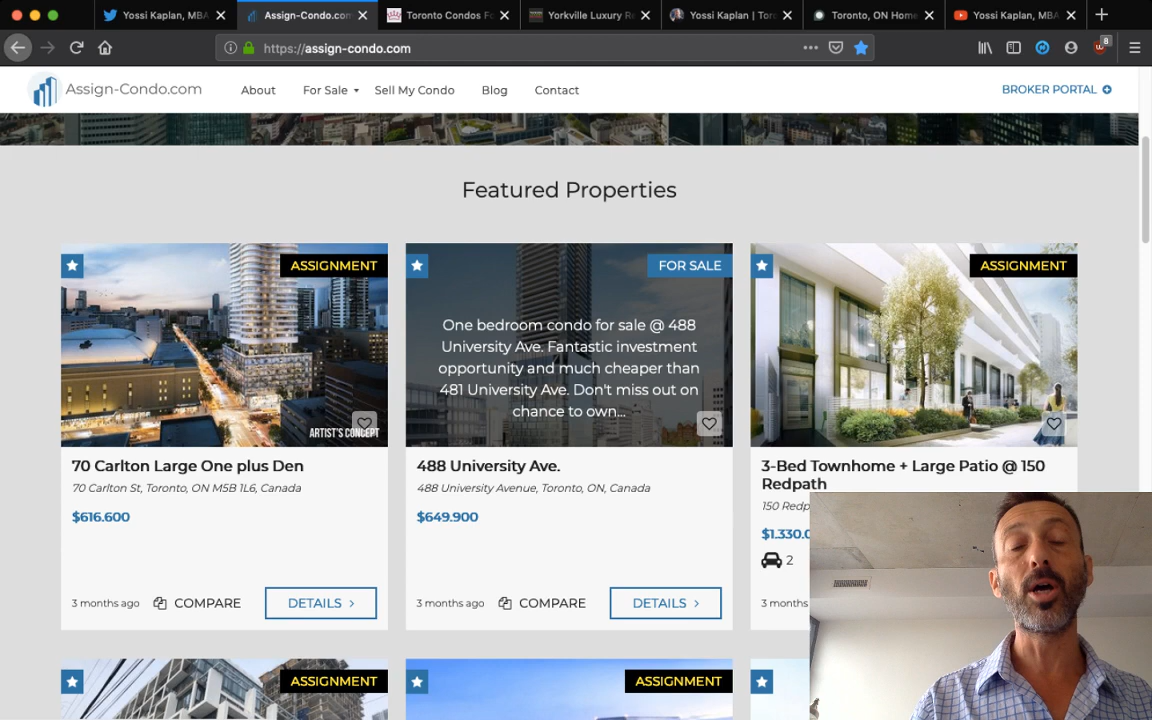 Yossi Kaplan, MBA
Assign-Condo.com
Toronto Condos Fo
Yorkville Luxury Re
Yossi Kaplan | Toro
Toronto, ON Home
Yossi Kaplan, MBA
https://assign-condo.com
8
Assign-Condo.com
About
For Sale
Sell My Condo
Blog
Contact
BROKER PORTAL
Featured Properties
ASSIGNMENT
ARTIST'S CONCEPT
70 Carlton Large One plus Den
70 Carlton St, Toronto, ON M5B 1L6, Canada
$616.600
3 months ago
COMPARE
DETAILS
FOR SALE
One bedroom condo for sale @ 488
University Ave. Fantastic investment
opportunity and much cheaper than
481 University Ave. Don't miss out on
chance to own...
488 University Ave.
488 University Avenue, Toronto, ON, Canada
$649.900
3 months ago
COMPARE
DETAILS
ASSIGNMENT
3-Bed Townhome + Large Patio @ 150
Redpath
150 Redp
$1.330.0
2
3 months
ASSIGNMENT
ASSIGNMENT